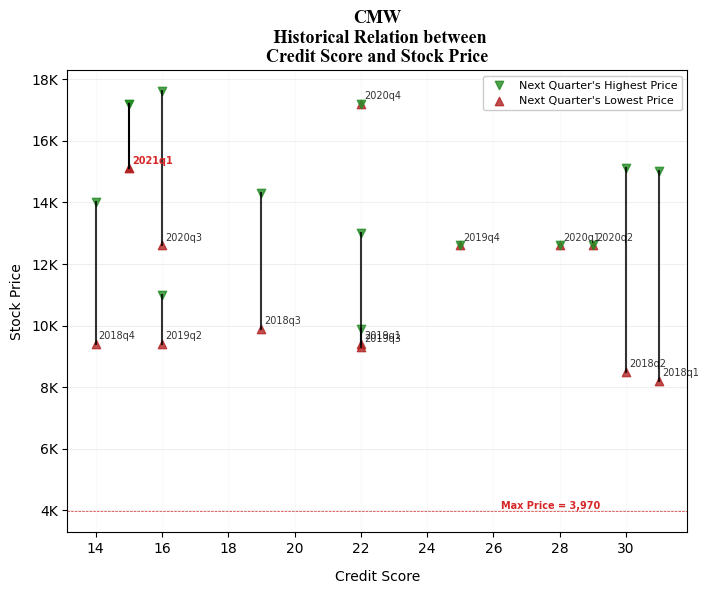 CMW
Historical Relation between
Credit Score and Stock Price
Next Quarter's Highest Price
Next Quarter's Lowest Price
18K
16K
14K
12K
10K
8K
6K
4K
Stock Price
2020q4
2021q1
2020q3
2019q4
2020q1
2020q2
2018q3
2018q4
2019q2
2019q1
2019q3
2018q2
2018q1
Max Price = 3,970
14 16 18 20 22 24 26 28 30
Credit Score